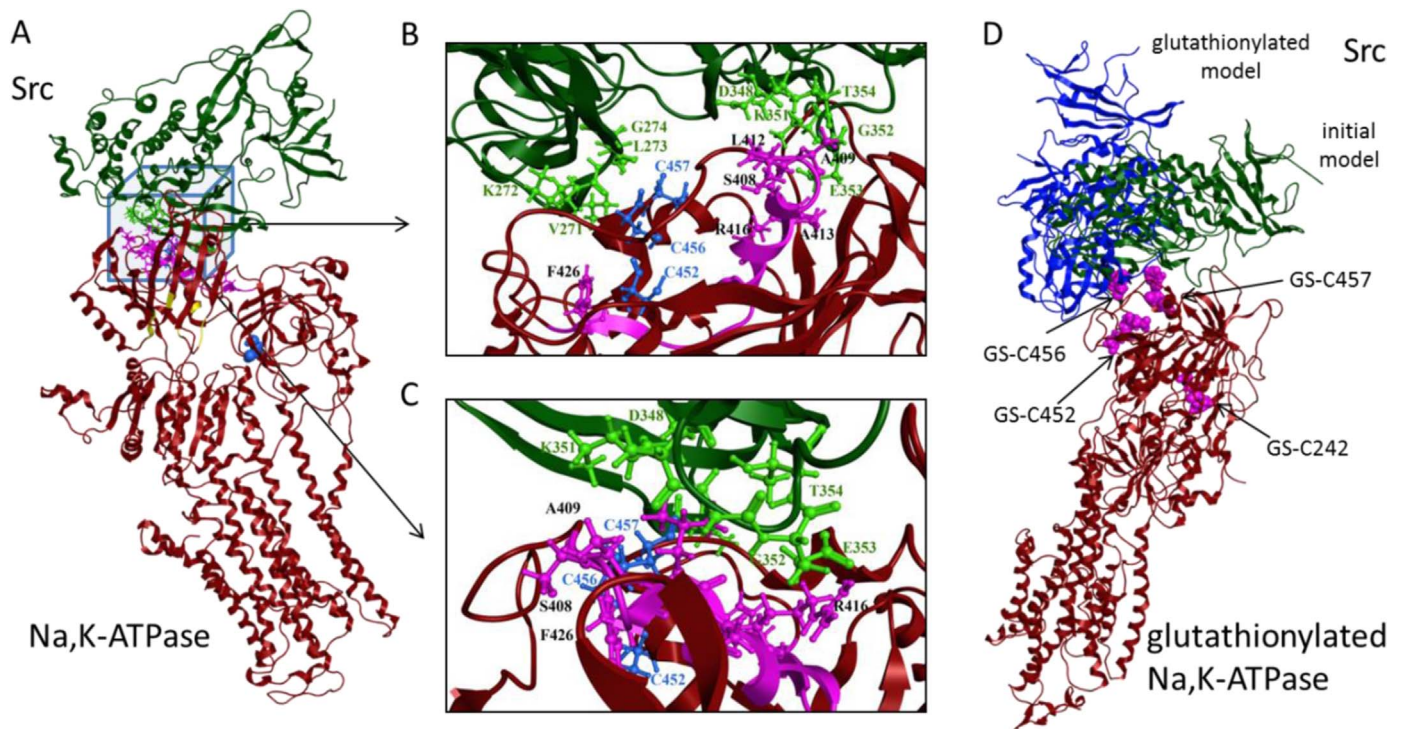 A
Src
Na,K-ATPase
B
D348
T354
K351
G352
G274
L273
L412
A409
C457
S408
E353
K272
V271
R416
A413
C456
F426
C452
C
D348
K351
T354
A409
C457
G352
E353
C456
S408
R416
F426
C452
D
glutathionylated
model
Src
initial
model
GS-C457
GS-C456
GS-C452
GS-C242
glutathionylated
Na,K-ATPase